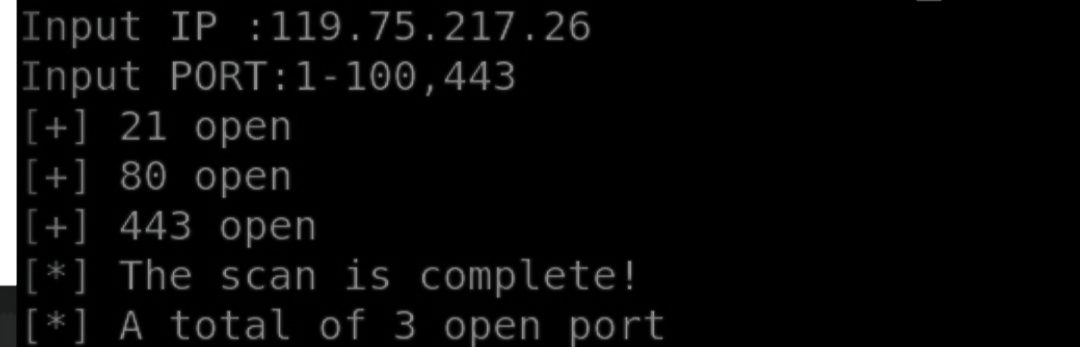 Input IP :119.75.217.26
Input PORT:1-100,443
[+] 21 open
[+] 80 open
[+] 443 open
[*] The scan is complete!
[*] A total of 3 open port